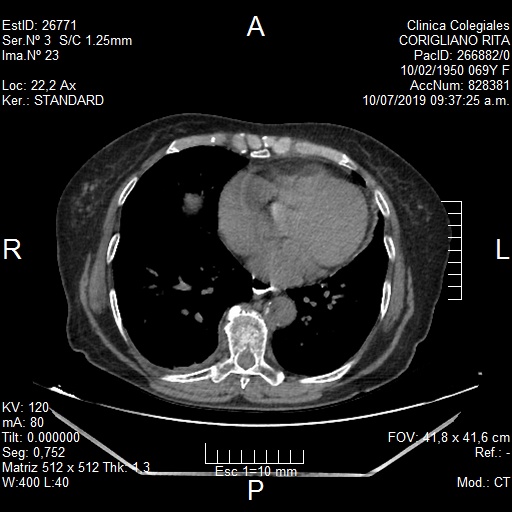 EstID: 26771
Ser.Nº 3 S/C 1.25mm
Ima.Nº 23
Loc: 22,2 Ax
Ker.: STANDARD
A
Clinica Colegiales
CORIGLIANO RITA
PacID: 266882/0
10/02/1950 069Y F
AccNum: 828381
10/07/2019 09:37:25 a.m.
R
L
KV: 120
mA: 80
Tilt: 0.000000
Seg: 0,752
Matriz 512 x 512 Thk: 1.3
W:400 L:40
Esc 1=10 mm
P
FOV: 41,8 x 41,6 cm
Ref.: -
Mod.: CT